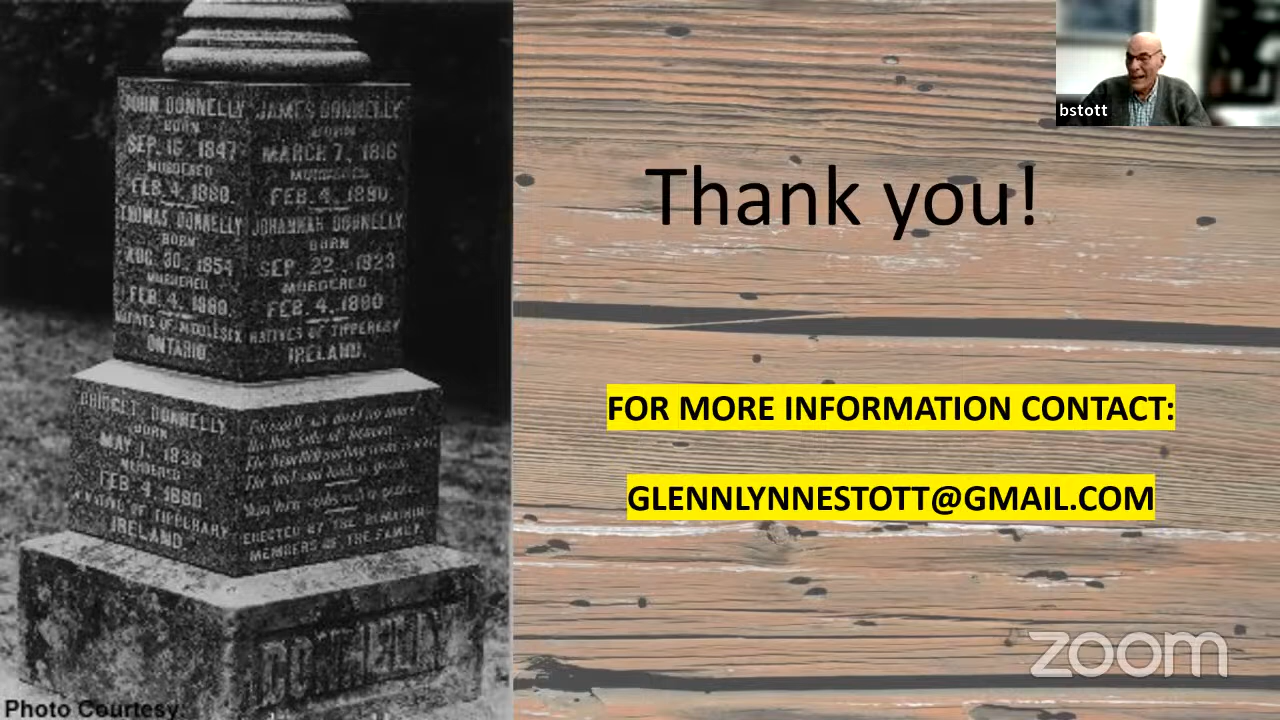 JOHN DONNELLY
BORN
SEP. 16, 1847
MURDERED
FEB. 4, 1880.
THOMAS DONNELLY
BORN
AUG. 30, 1854
MURDERED
FEB. 4, 1880.
NATIVES OF MIDDLESEX
ONTARIO.
JAMES DONNELLY
BORN
MARCH 7, 1816
MURDERED
FEB. 4, 1880.
JOHANNAH DONNELLY
BORN
SEP. 22, 1823
MURDERED
FEB. 4, 1880
NATIVES OF TIPPERARY
IRELAND.
BRIDGET DONNELLY
BORN
MAY 1, 1858
MURDERED
FEB 4, 1880
NATIVE OF TIPPERARY
IRELAND.
ERECTED BY THE REMAINING
MEMBERS OF THE FAMILY.
DONNELLY
Photo Courtesy:
bstott
Thank you!
FOR MORE INFORMATION CONTACT:
GLENNLYNNESTOTT@GMAIL.COM
zoom